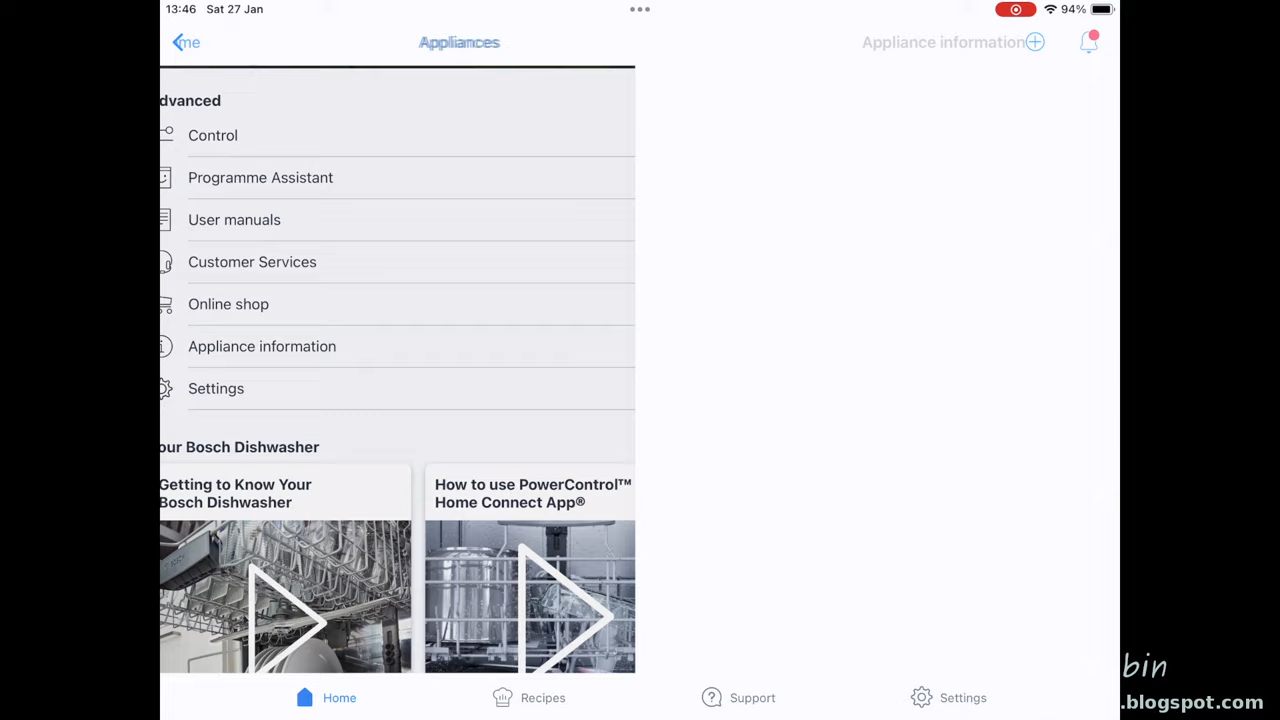 13:46 Sat 27 Jan
94%
me
Appliances
Appliance information
dvanced
Control
Programme Assistant
User manuals
Customer Services
Online shop
Appliance information
Settings
our Bosch Dishwasher
Getting to Know Your
Bosch Dishwasher
How to use PowerControl™
Home Connect App®
Home
Recipes
Support
Settings
bin
.blogspot.com